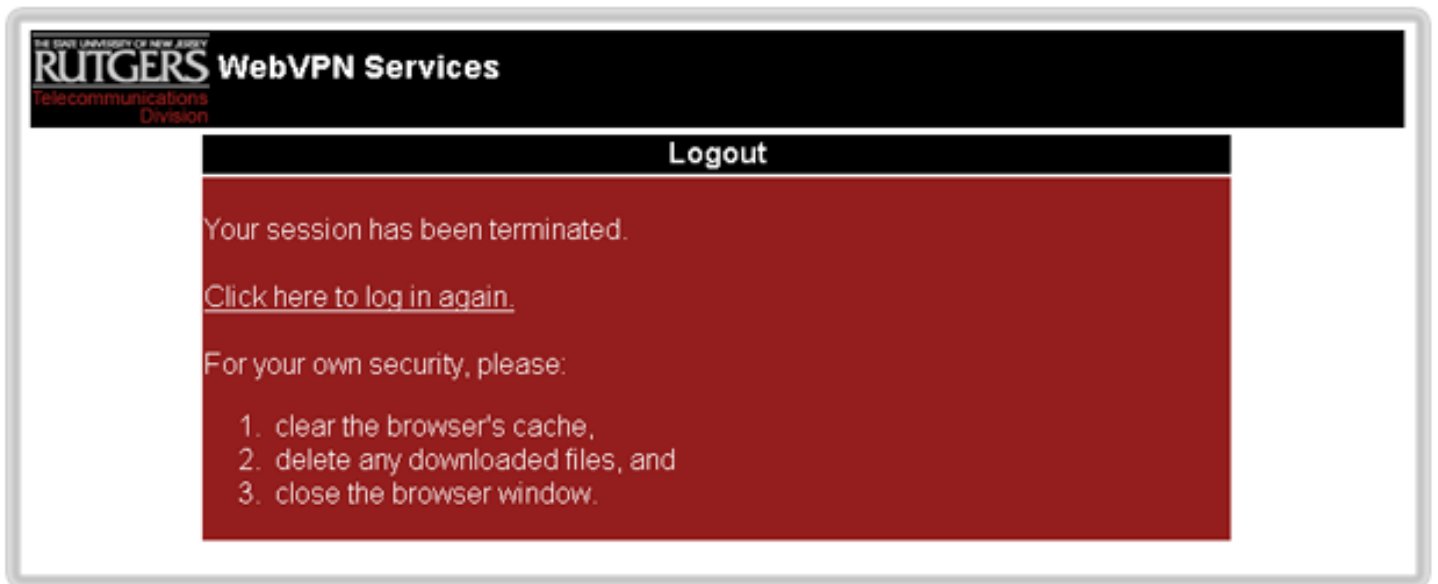 THE STATE UNIVERSITY OF NEW JERSEY
RUTGERS
Telecommunications
Division
WebVPN Services
Logout
Your session has been terminated.
Click here to log in again.
For your own security, please:
1. clear the browser's cache,
2. delete any downloaded files, and
3. close the browser window.